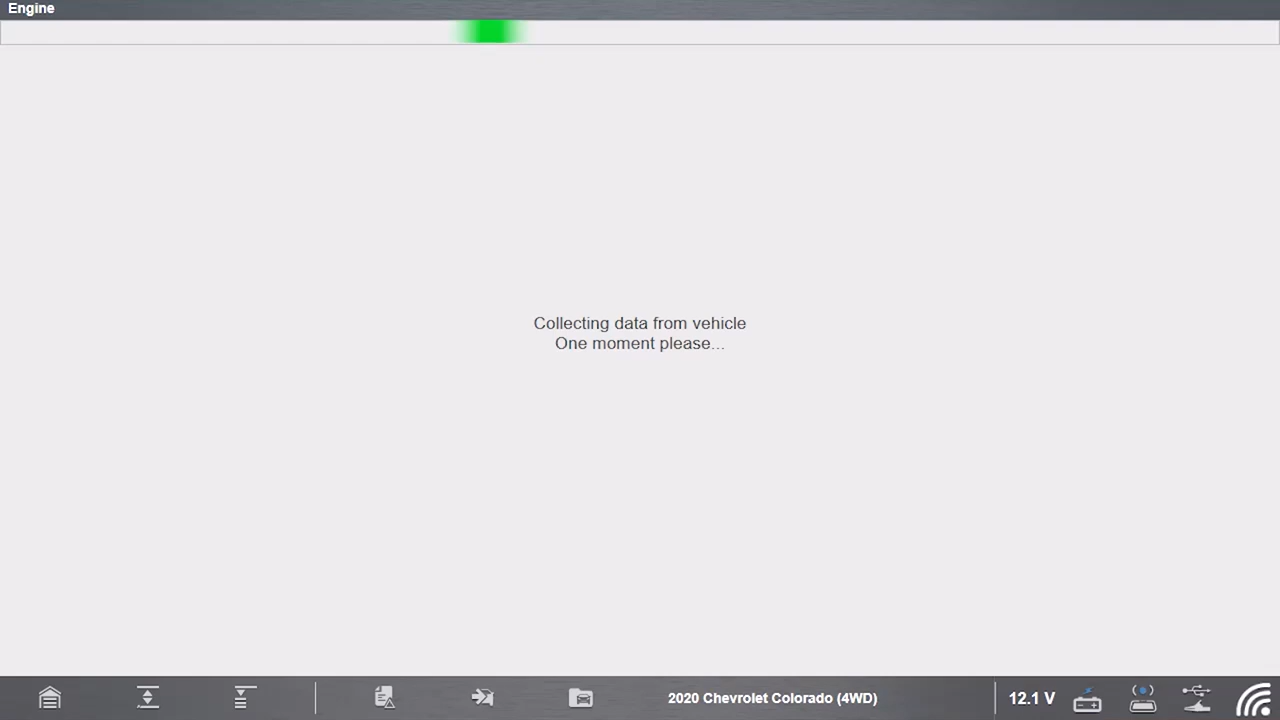 Engine
Collecting data from vehicle
One moment please...
2020 Chevrolet Colorado (4WD)
12.1 V